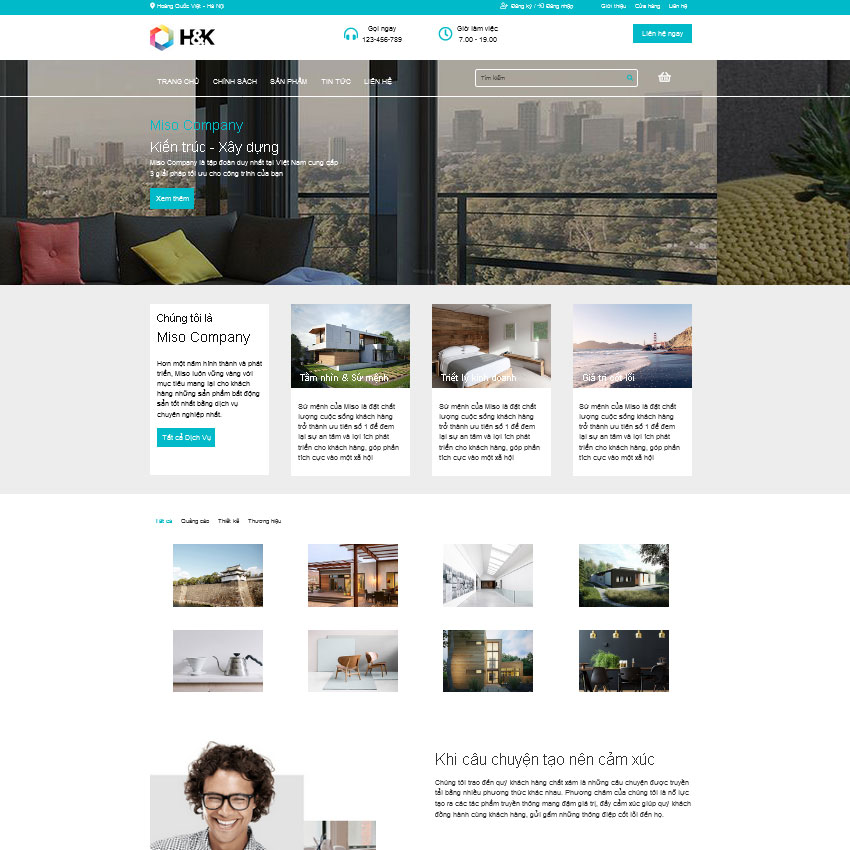 Hoàng Quốc Việt - Hà Nội
Đăng ký / Đăng nhập
Giới thiệu
Cửa hàng
Liên hệ
H&K
Gọi ngay
123-456-789
Giờ làm việc
7.00 - 19.00
Liên hệ ngay
TRANG CHỦ
CHÍNH SÁCH
SẢN PHẨM
TIN TỨC
LIÊN HỆ
Tìm kiếm
Miso Company
Kiến trúc - Xây dựng
Miso Company là tập đoàn duy nhất tại Việt Nam cung cấp
3 giải pháp tối ưu cho công trình của bạn
Xem thêm
Chúng tôi là
Miso Company
Hơn một năm hình thành và phát
triển, Miso luôn vững vàng với
mục tiêu mang lại cho khách
hàng những sản phẩm bất động
sản tốt nhất bằng dịch vụ
chuyên nghiệp nhất.
Tất cả Dịch Vụ
Tầm nhìn & Sứ mệnh
Sứ mệnh của Miso là đặt chất
lượng cuộc sống khách hàng
trở thành ưu tiên số 1 để đem
lại sự an tâm và lợi ích phát
triển cho khách hàng, góp phần
tích cực vào một xã hội
Triết lý kinh doanh
Sứ mệnh của Miso là đặt chất
lượng cuộc sống khách hàng
trở thành ưu tiên số 1 để đem
lại sự an tâm và lợi ích phát
triển cho khách hàng, góp phần
tích cực vào một xã hội
Giá trị cốt lõi
Sứ mệnh của Miso là đặt chất
lượng cuộc sống khách hàng
trở thành ưu tiên số 1 để đem
lại sự an tâm và lợi ích phát
triển cho khách hàng, góp phần
tích cực vào một xã hội
Tất cả
Quảng cáo
Thiết kế
Thương hiệu
Khi câu chuyện tạo nên cảm xúc
Chúng tôi trao đến quý khách hàng chất xám là những câu chuyện được truyền
tải bằng nhiều phương thức khác nhau. Phương châm của chúng tôi là nỗ lực
tạo ra các tác phẩm truyền thông mang đậm giá trị, đầy cảm xúc giúp quý khách
đồng hành cùng khách hàng, gửi gắm những thông điệp cốt lõi đến họ.